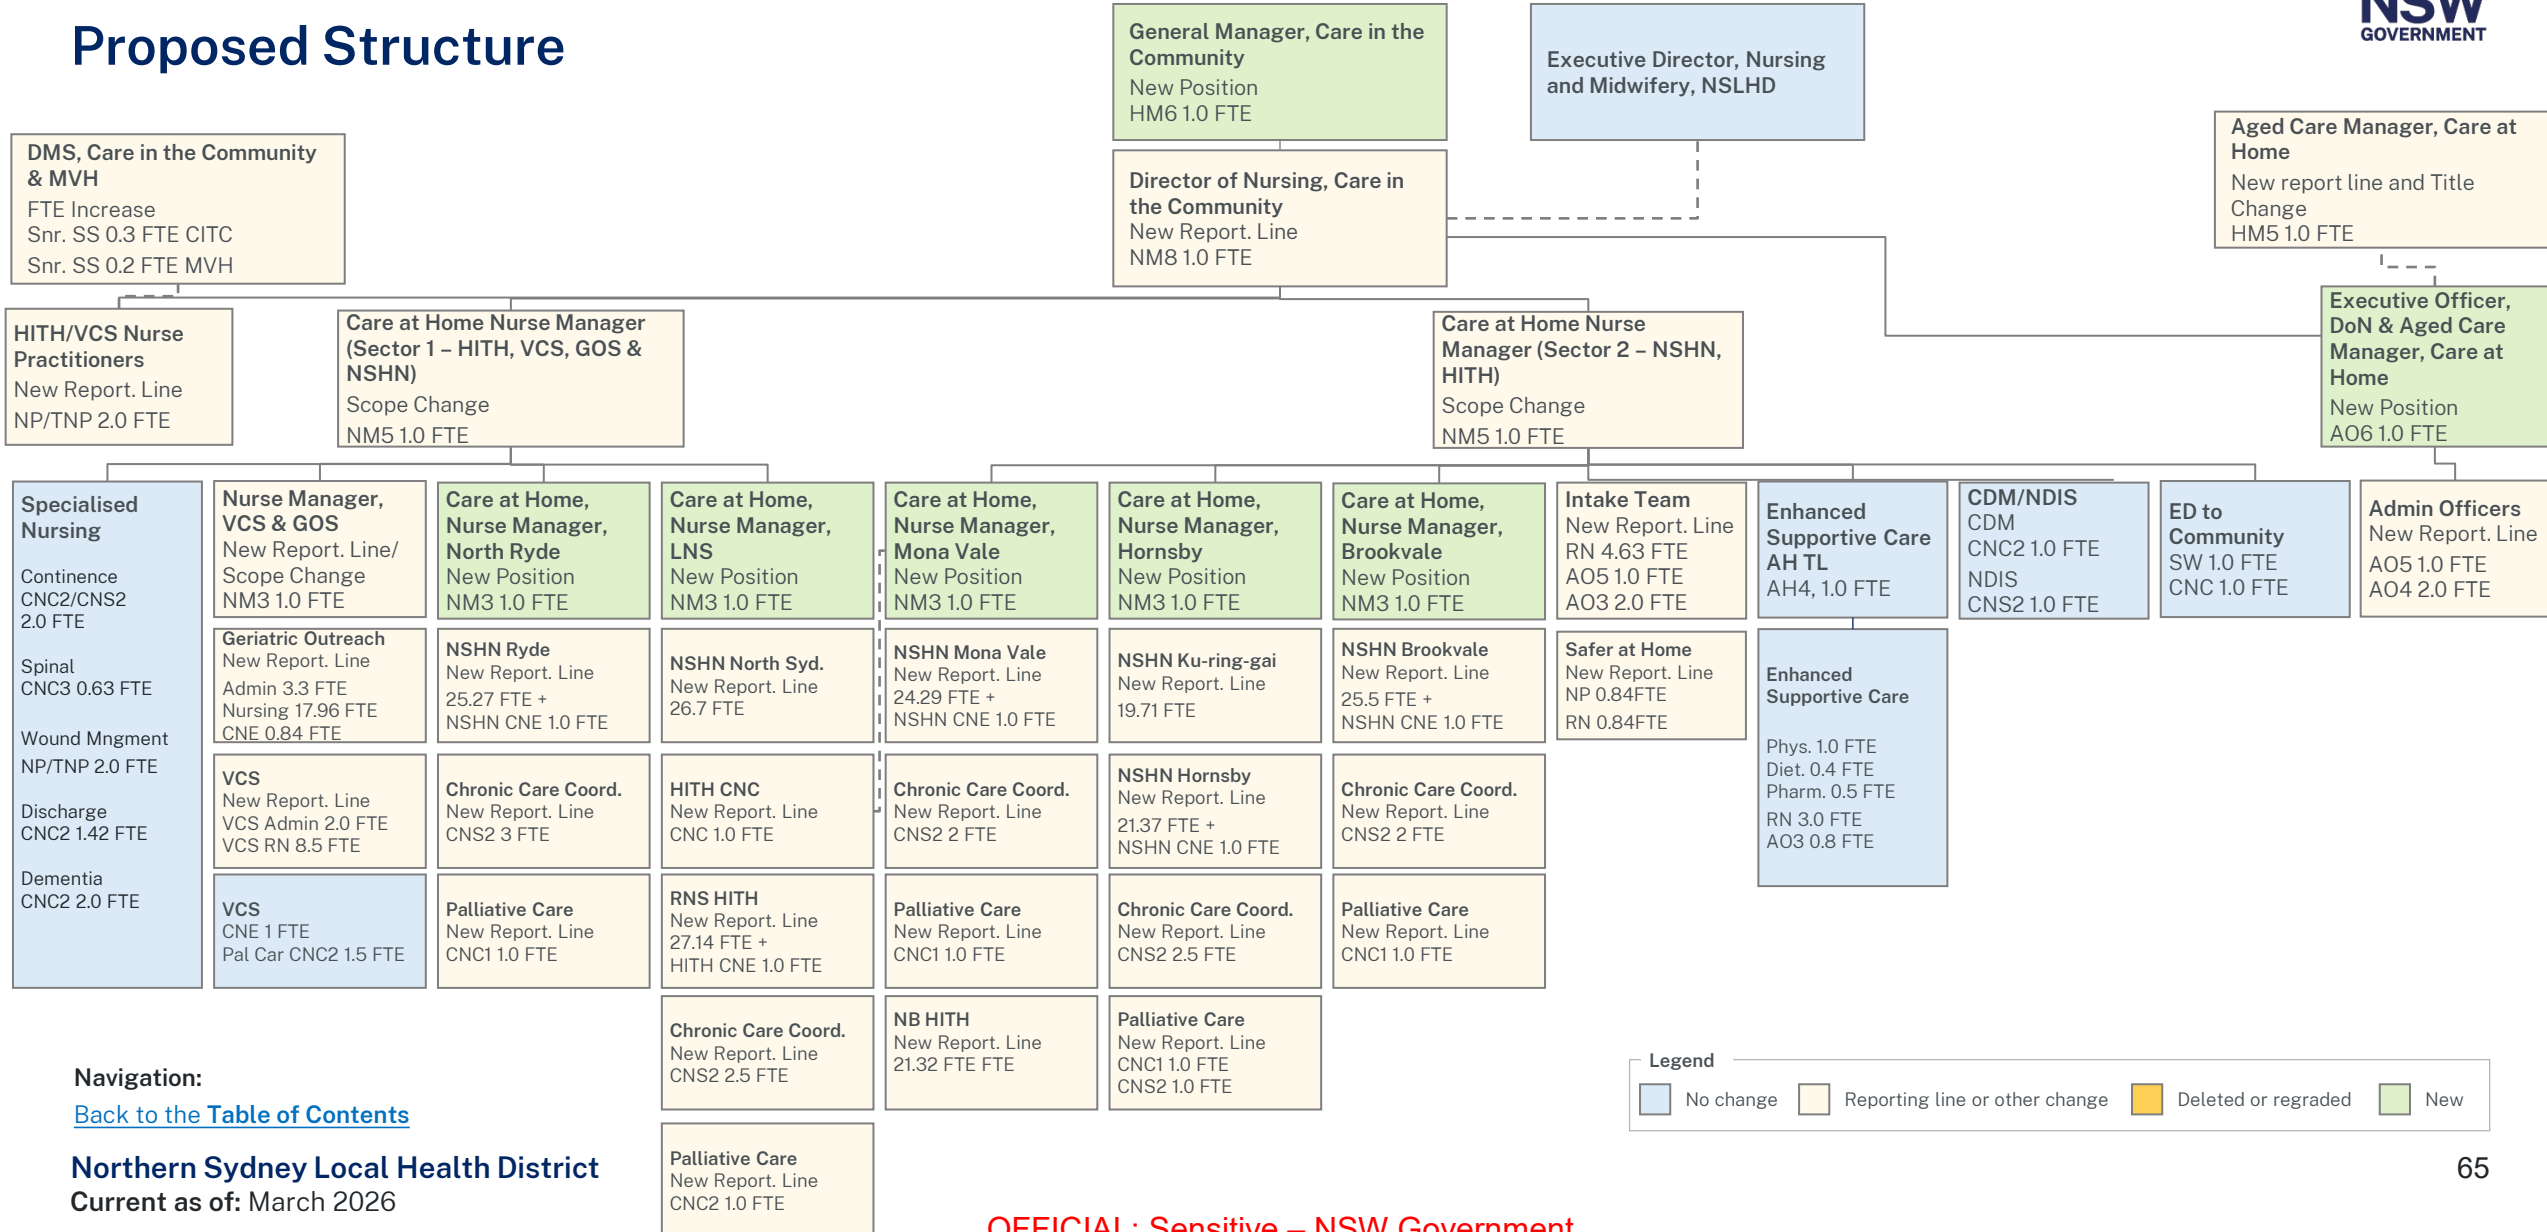 Proposed Structure
NSW
GOVERNMENT
General Manager, Care in the
Community
New Position
HM6 1.0 FTE
Executive Director, Nursing
and Midwifery, NSLHD
Director of Nursing, Care in
the Community
New Report. Line
NM8 1.0 FTE
DMS, Care in the Community
& MVH
FTE Increase
Snr. SS 0.3 FTE CITC
Snr. SS 0.2 FTE MVH
Aged Care Manager, Care at
Home
New report line and Title
Change
HM5 1.0 FTE
HITH/VCS Nurse
Practitioners
New Report. Line
NP/TNP 2.0 FTE
Care at Home Nurse Manager
(Sector 1 – HITH, VCS, GOS &
NSHN)
Scope Change
NM5 1.0 FTE
Care at Home Nurse
Manager (Sector 2 – NSHN,
HITH)
Scope Change
NM5 1.0 FTE
Executive Officer,
DoN & Aged Care
Manager, Care at
Home
New Position
AO6 1.0 FTE
Specialised
Nursing
Continence
CNC2/CNS2
2.0 FTE
Spinal
CNC3 0.63 FTE
Wound Mngment
NP/TNP 2.0 FTE
Discharge
CNC2 1.42 FTE
Dementia
CNC2 2.0 FTE
Nurse Manager,
VCS & GOS
New Report. Line/
Scope Change
NM3 1.0 FTE
Geriatric Outreach
New Report. Line
Admin 3.3 FTE
Nursing 17.96 FTE
CNE 0.84 FTE
VCS
New Report. Line
VCS Admin 2.0 FTE
VCS RN 8.5 FTE
VCS
CNE 1 FTE
Pal Car CNC2 1.5 FTE
Care at Home,
Nurse Manager,
North Ryde
New Position
NM3 1.0 FTE
NSHN Ryde
New Report. Line
25.27 FTE +
NSHN CNE 1.0 FTE
Chronic Care Coord.
New Report. Line
CNS2 3 FTE
Palliative Care
New Report. Line
CNC1 1.0 FTE
Care at Home,
Nurse Manager,
LNS
New Position
NM3 1.0 FTE
NSHN North Syd.
New Report. Line
26.7 FTE
HITH CNC
New Report. Line
CNC 1.0 FTE
RNS HITH
New Report. Line
27.14 FTE +
HITH CNE 1.0 FTE
Chronic Care Coord.
New Report. Line
CNS2 2.5 FTE
Palliative Care
New Report. Line
CNC2 1.0 FTE
Care at Home,
Nurse Manager,
Mona Vale
New Position
NM3 1.0 FTE
NSHN Mona Vale
New Report. Line
24.29 FTE +
NSHN CNE 1.0 FTE
Chronic Care Coord.
New Report. Line
CNS2 2 FTE
Palliative Care
New Report. Line
CNC1 1.0 FTE
NB HITH
New Report. Line
21.32 FTE FTE
Care at Home,
Nurse Manager,
Hornsby
New Position
NM3 1.0 FTE
NSHN Ku-ring-gai
New Report. Line
19.71 FTE
NSHN Hornsby
New Report. Line
21.37 FTE +
NSHN CNE 1.0 FTE
Chronic Care Coord.
New Report. Line
CNS2 2.5 FTE
Palliative Care
New Report. Line
CNC1 1.0 FTE
CNS2 1.0 FTE
Care at Home,
Nurse Manager,
Brookvale
New Position
NM3 1.0 FTE
NSHN Brookvale
New Report. Line
25.5 FTE +
NSHN CNE 1.0 FTE
Chronic Care Coord.
New Report. Line
CNS2 2 FTE
Palliative Care
New Report. Line
CNC1 1.0 FTE
Intake Team
New Report. Line
RN 4.63 FTE
AO5 1.0 FTE
AO3 2.0 FTE
Safer at Home
New Report. Line
NP 0.84FTE
RN 0.84FTE
Enhanced
Supportive Care
AH TL
AH4, 1.0 FTE
Enhanced
Supportive Care
Phys. 1.0 FTE
Diet. 0.4 FTE
Pharm. 0.5 FTE
RN 3.0 FTE
AO3 0.8 FTE
CDM/NDIS
CDM
CNC2 1.0 FTE
NDIS
CNS2 1.0 FTE
ED to
Community
SW 1.0 FTE
CNC 1.0 FTE
Admin Officers
New Report. Line
AO5 1.0 FTE
AO4 2.0 FTE
Legend
No change
Reporting line or other change
Deleted or regraded
New
Navigation:
Back to the Table of Contents
Northern Sydney Local Health District
Current as of: March 2026
65
OFFICIAL: Sensitive – NSW Government